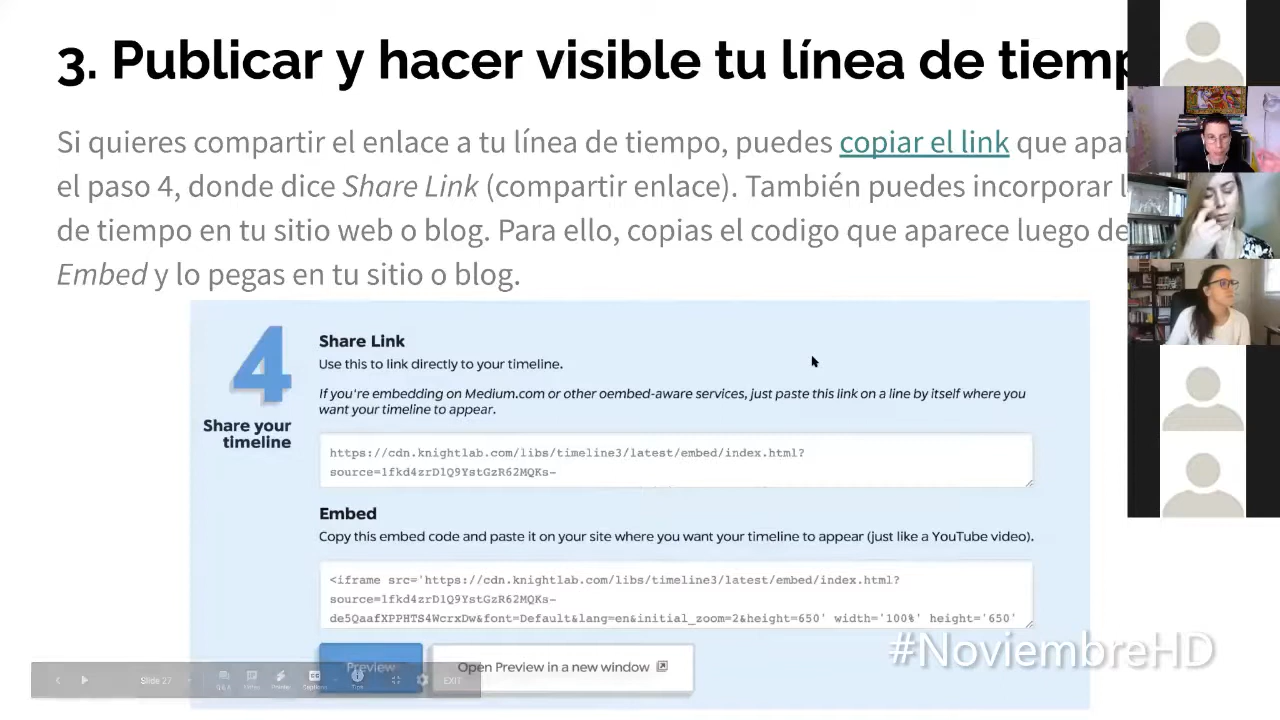 3. Publicar y hacer visible tu línea de tiemp
Si quieres compartir el enlace a tu línea de tiempo, puedes copiar el link que apar
el paso 4, donde dice Share Link (compartir enlace). También puedes incorporar l
de tiempo en tu sitio web o blog. Para ello, copias el codigo que aparece luego de
Embed y lo pegas en tu sitio o blog.
4
Share your
timeline
Share Link
Use this to link directly to your timeline.
If you're embedding on Medium.com or other oembed-aware services, just paste this link on a line by itself where you
want your timeline to appear.
https://cdn.knightlab.com/libs/timeline3/latest/embed/index.html?
source=1fkd4zrD1Q9YstGzR62MQKs-
Embed
Copy this embed code and paste it on your site where you want your timeline to appear (just like a YouTube video).
<iframe src='https://cdn.knightlab.com/libs/timeline3/latest/embed/index.html?
source=1fkd4zrD1Q9YstGzR62MQKs-
de5QaafXPPHTS4WcrxDw&font=Default&lang=en&initial_zoom=2&height=650' width='100%' height='650'
Preview
Open Preview in a new window
#NoviembreHD
Slide 27
Q&A
Captions
EXIT